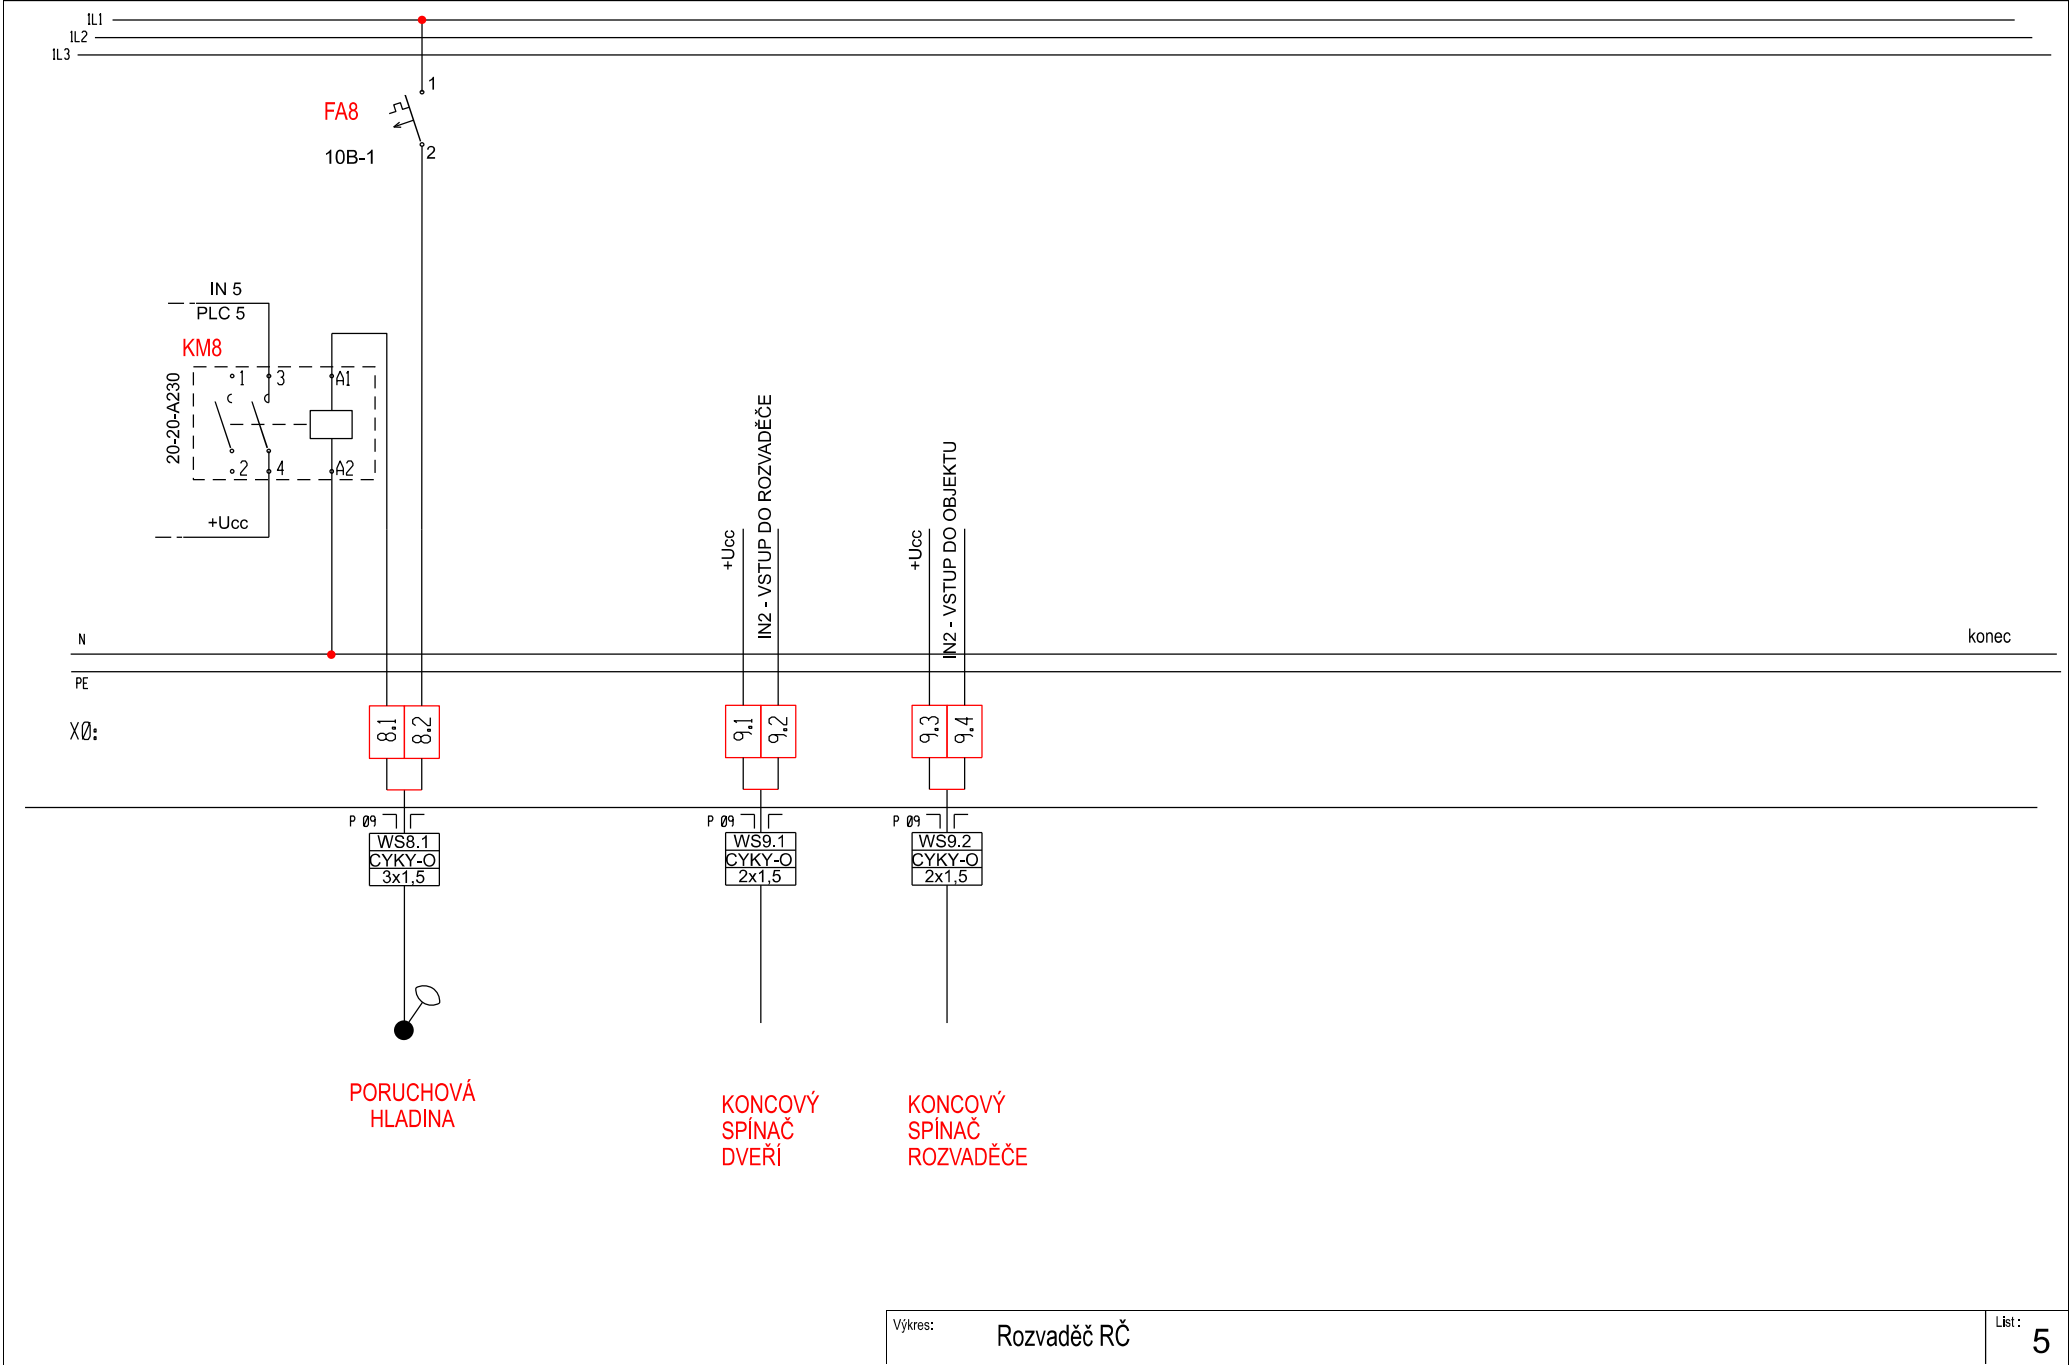 1L1
1L2
1L3
1
FA8
2
10B-1
IN 5
PLC 5
KM8
20-20-A230
1
3
A1
2
4
A2
+Ucc
+Ucc
IN2 - VSTUP DO ROZVADĚČE
+Ucc
IN2 - VSTUP DO OBJEKTU
N
konec
PE
XØ:
8.1
8.2
9.1
9.2
9.3
9.4
P Ø9
WS8.1
CYKY-O
3x1,5
P Ø9
WS9.1
CYKY-O
2x1,5
P Ø9
WS9.2
CYKY-O
2x1,5
PORUCHOVÁ
HLADINA
KONCOVÝ
SPÍNAČ
DVEŘÍ
KONCOVÝ
SPÍNAČ
ROZVADĚČE
Výkres:
Rozvaděč RČ
List:
5